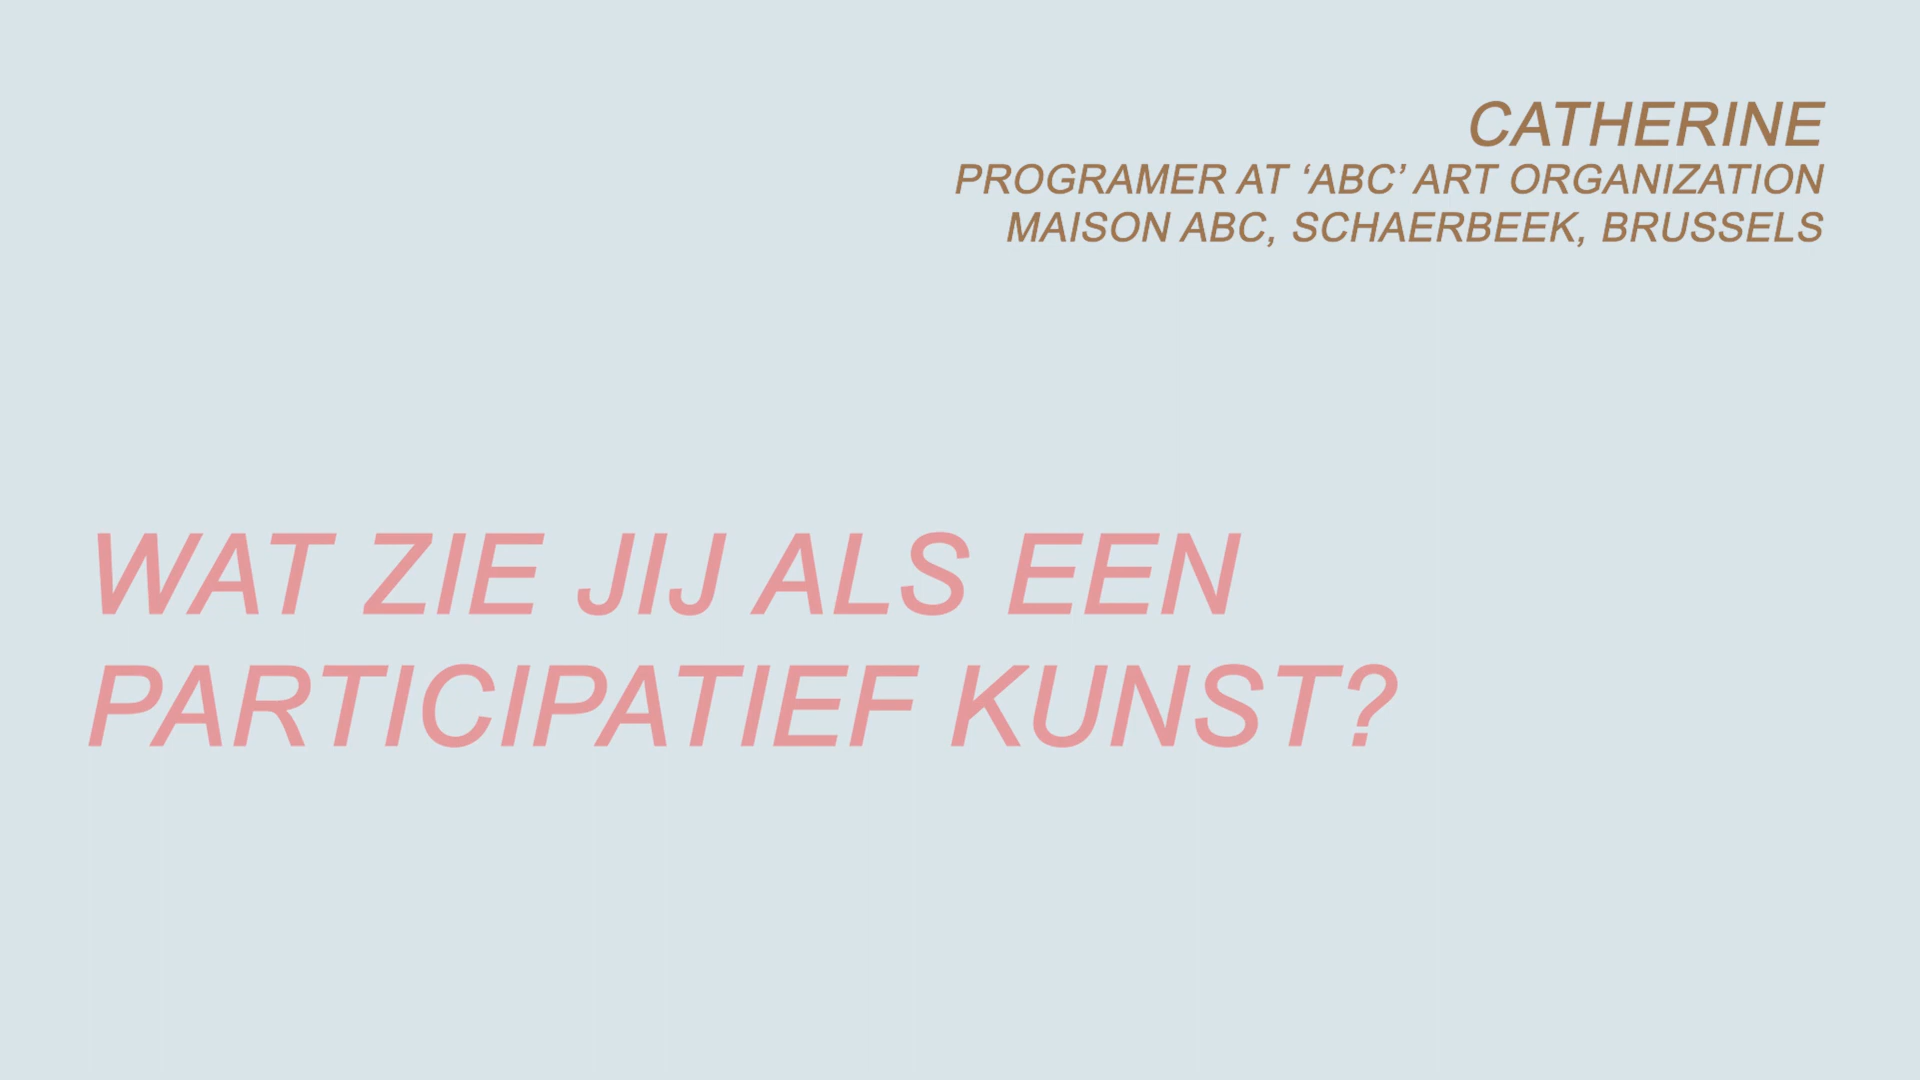 CATHERINE
PROGRAMER AT ‘ABC’ ART ORGANIZATION
MAISON ABC, SCHAERBEEK, BRUSSELS
WAT ZIE JIJ ALS EEN
PARTICIPATIEF KUNST?